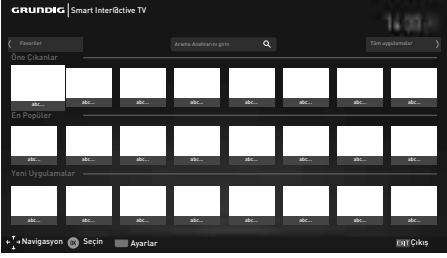 GRUNDIG Smart Inter@ctive TV
14:00
Favoriler Arama Anahtarını girin Tüm uygulamalar
Öne Çıkanlar
abc... abc... abc... abc... abc... abc... abc... abc...
En Popüler
abc... abc... abc... abc... abc... abc... abc... abc...
Yeni Uygulamalar
abc... abc... abc... abc... abc... abc... abc... abc...
Navigasyon OK Seçin Ayarlar EXIT Çıkış